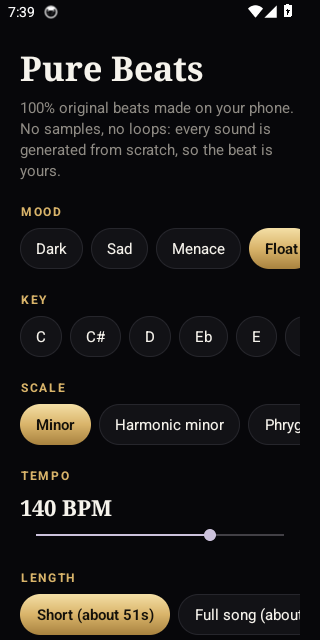 7:39
Pure Beats
100% original beats made on your phone.
No samples, no loops: every sound is
generated from scratch, so the beat is
yours.
MOOD
Dark Sad Menace Float
KEY
C C# D Eb E
SCALE
Minor Harmonic minor Phryg
TEMPO
140 BPM
LENGTH
Short (about 51s) Full song (about